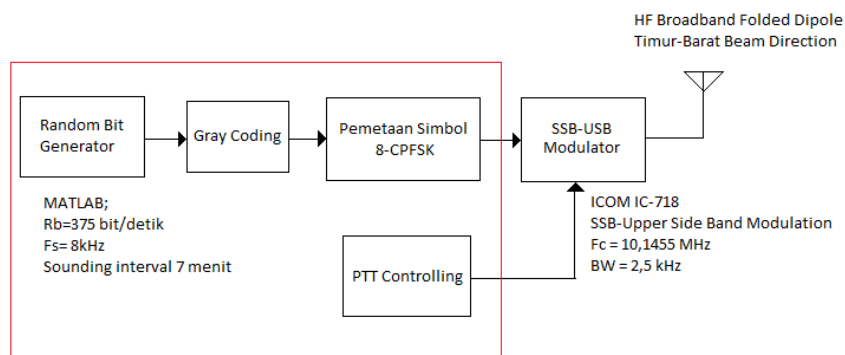 HF Broadband Folded Dipole
Timur-Barat Beam Direction
Random Bit
Generator
Gray Coding
Pemetaan Simbol
8-CPFSK
SSB-USB
Modulator
MATLAB;
Rb=375 bit/detik
Fs= 8kHz
Sounding interval 7 menit
PTT Controlling
ICOM IC-718
SSB-Upper Side Band Modulation
Fc = 10,1455 MHz
BW = 2,5 kHz